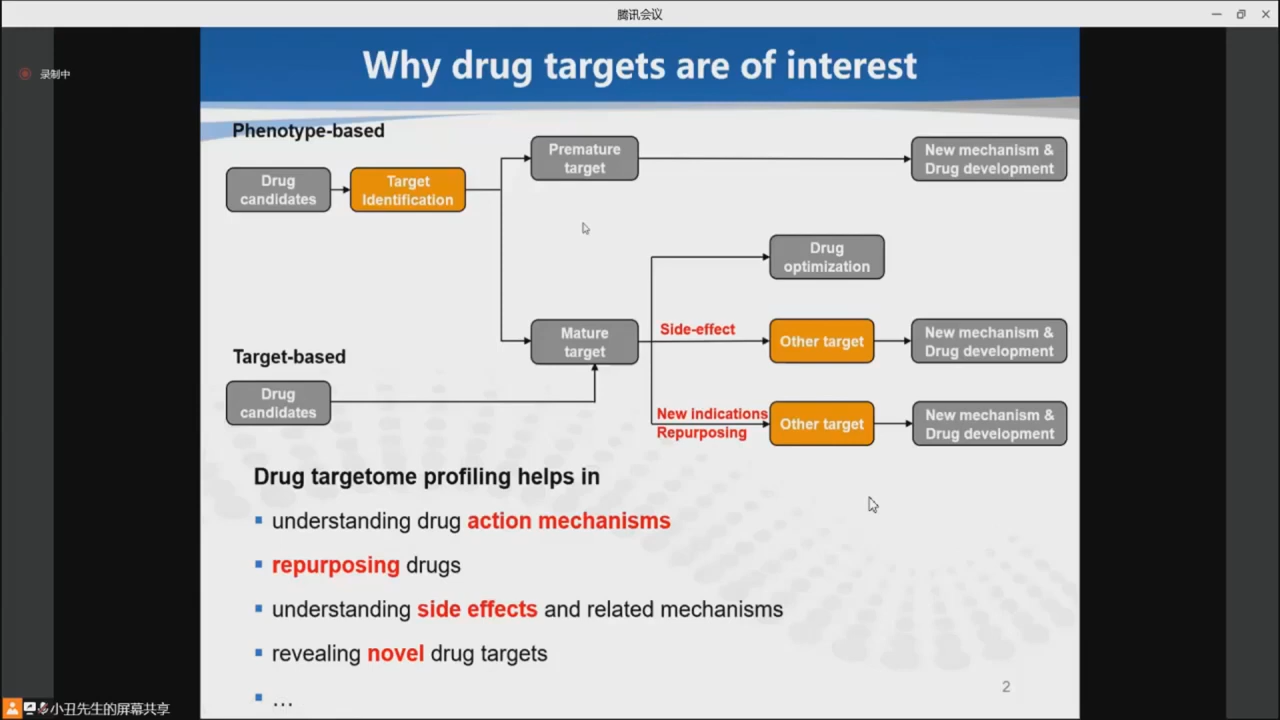 腾讯会议
录制中
Why drug targets are of interest
Phenotype-based
Drug
candidates
Target
Identification
Premature
target
New mechanism &
Drug development
Drug
optimization
Mature
target
Side-effect
Other target
New mechanism &
Drug development
Target-based
Drug
candidates
New indications
Repurposing
Other target
New mechanism &
Drug development
Drug targetome profiling helps in
▪ understanding drug action mechanisms
▪ repurposing drugs
▪ understanding side effects and related mechanisms
▪ revealing novel drug targets
▪ …
2
小丑先生的屏幕共享